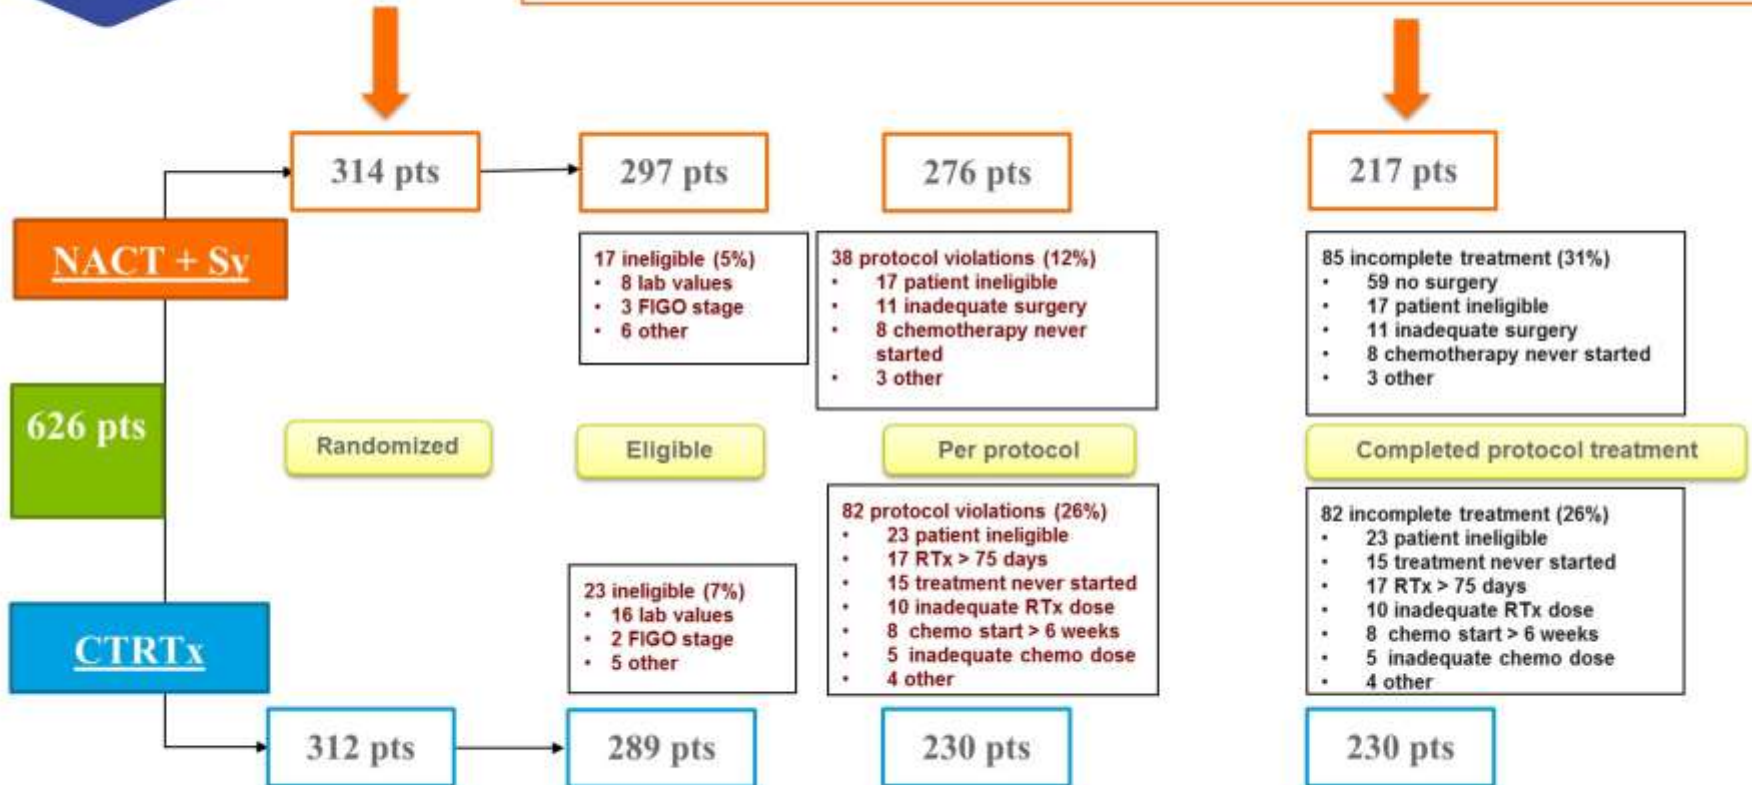 314 pts
297 pts
276 pts
217 pts
NACT + Sv
17 ineligible (5%)
• 8 lab values
• 3 FIGO stage
• 6 other
38 protocol violations (12%)
• 17 patient ineligible
• 11 inadequate surgery
• 8 chemotherapy never
started
• 3 other
85 incomplete treatment (31%)
• 59 no surgery
• 17 patient ineligible
• 11 inadequate surgery
• 8 chemotherapy never started
• 3 other
626 pts
Randomized
Eligible
Per protocol
Completed protocol treatment
CTRTx
23 ineligible (7%)
• 16 lab values
• 2 FIGO stage
• 5 other
82 protocol violations (26%)
• 23 patient ineligible
• 17 RTx > 75 days
• 15 treatment never started
• 10 inadequate RTx dose
• 8 chemo start > 6 weeks
• 5 inadequate chemo dose
• 4 other
82 incomplete treatment (26%)
• 23 patient ineligible
• 15 treatment never started
• 17 RTx > 75 days
• 10 inadequate RTx dose
• 8 chemo start > 6 weeks
• 5 inadequate chemo dose
• 4 other
312 pts
289 pts
230 pts
230 pts